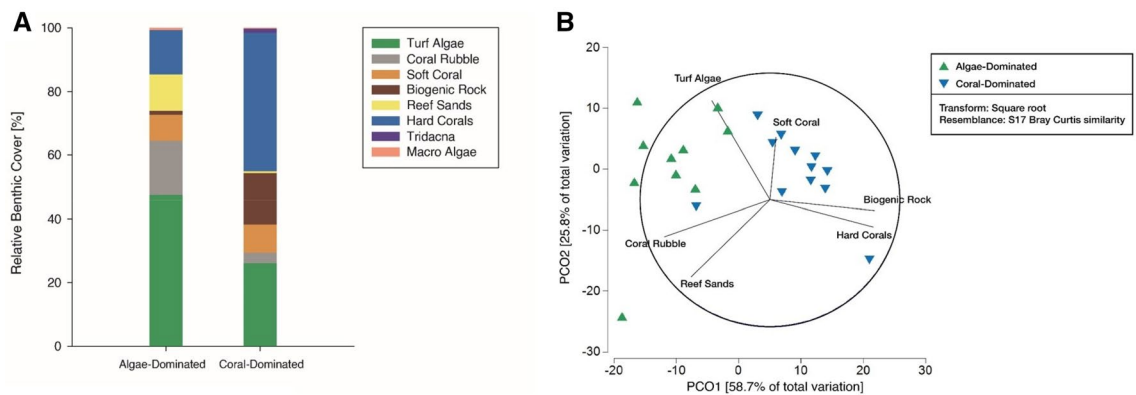 A
100
80
60
40
20
0
Relative Benthic Cover [%]
Algae-Dominated
Coral-Dominated
Turf Algae
Coral Rubble
Soft Coral
Biogenic Rock
Reef Sands
Hard Corals
Tridacna
Macro Algae
B
20
10
0
-10
-20
-30
PCO2 [25.8% of total variation]
Turf Algae
Soft Coral
Biogenic Rock
Hard Corals
Coral Rubble
Reef Sands
-20
-10
0
10
20
30
PCO1 [58.7% of total variation]
Algae-Dominated
Coral-Dominated
Transform: Square root
Resemblance: S17 Bray Curtis similarity